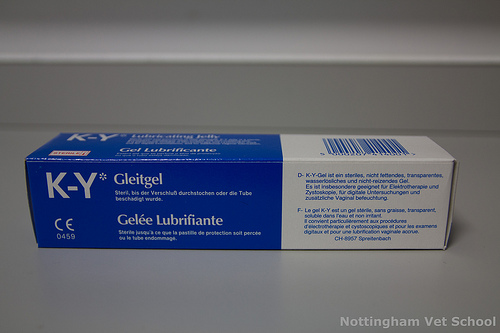 K-Y* Lubricating Jelly
Gel Lubrificante
K-Y*
Gleitgel
Steril, bis der Verschluß durchstochen oder die Tube
beschädigt wurde.
Gelée Lubrifiante
Stérile jusqu'à ce que la pastille de protection soit percée
ou le tube endommagé.
CE
0459
D- K-Y-Gel ist ein steriles, nicht fettendes, transparentes,
wasserlösliches und nicht-reizendes Gel.
Es ist insbesondere geeignet für Elektrotherapie und
Zystoskopie, für digitale Untersuchungen und
zusätzliche Vaginal befeuchtung.
F- Le gel K-Y est un gel stérile, sans graisse, transparent,
soluble dans l'eau et non irritant.
Il convient particulièrement aux procédures
d'électrothérapie et cystoscopiques et pour les examens
digitaux et pour une lubrification vaginale accrue.
CH-8957 Spreitenbach
Nottingham Vet School